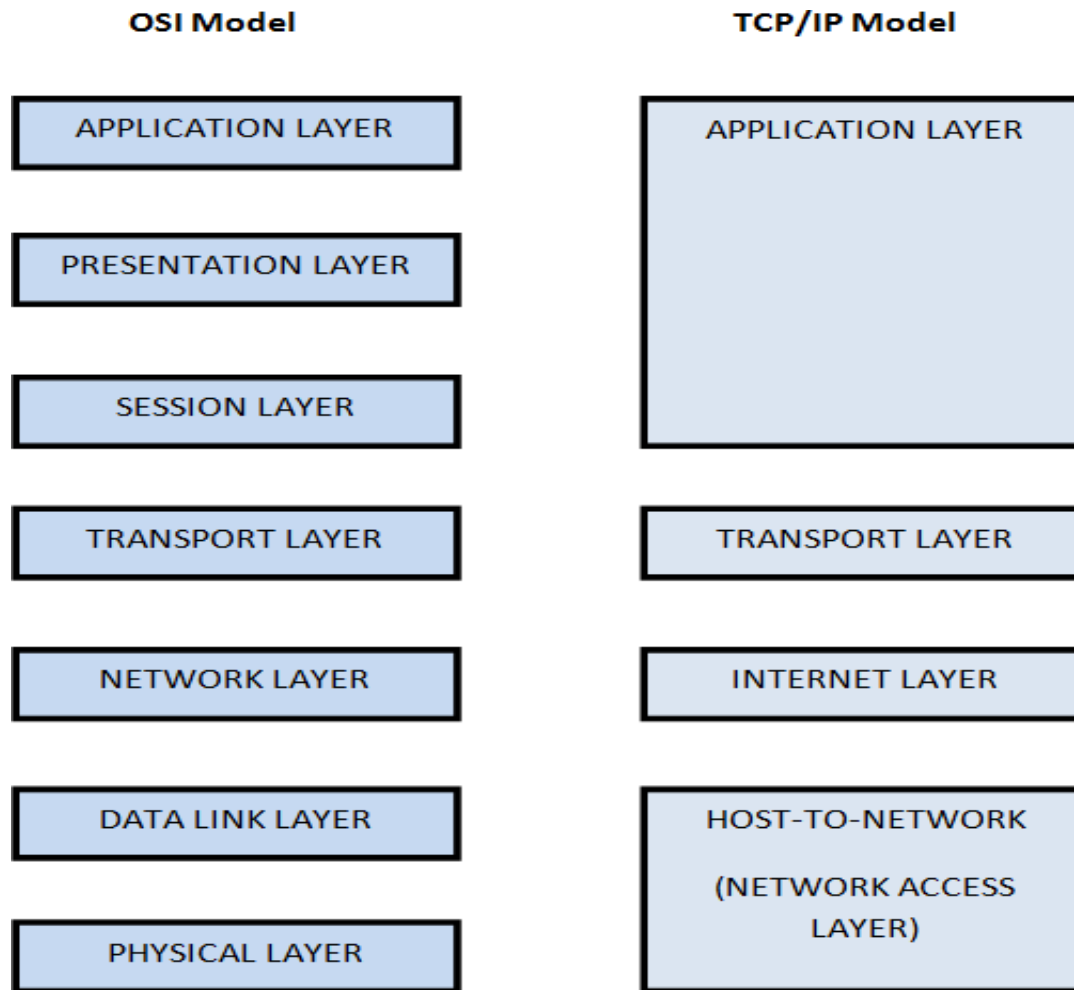 OSI Model
TCP/IP Model
APPLICATION LAYER
PRESENTATION LAYER
SESSION LAYER
TRANSPORT LAYER
NETWORK LAYER
DATA LINK LAYER
PHYSICAL LAYER
APPLICATION LAYER
TRANSPORT LAYER
INTERNET LAYER
HOST-TO-NETWORK
(NETWORK ACCESS
LAYER)